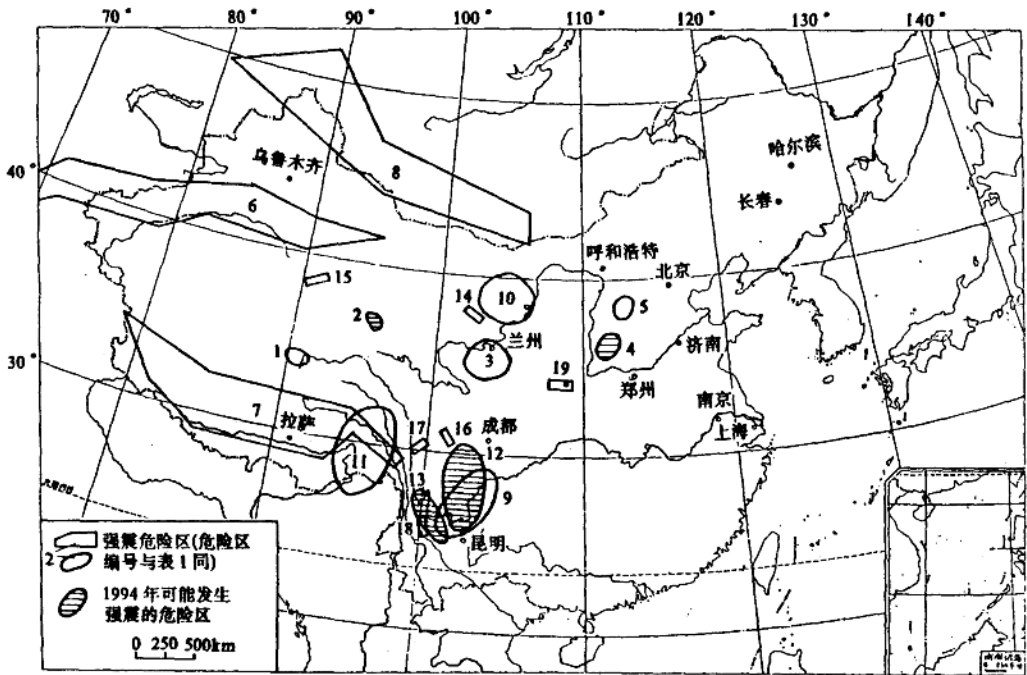 70° 80° 90° 100° 110° 120° 130° 140°
40°
30°
哈尔滨
乌鲁木齐
8
长春
6
呼和浩特
北京
15
14
10
5
2
兰州
济南
4
1
3
19
郑州
南京
7
拉萨
17
16
成都
上海
12
11
13
9
18
昆明
强震危险区(危险区
2
编号与表1同)
1994年可能发生
强震的危险区
0 250 500km